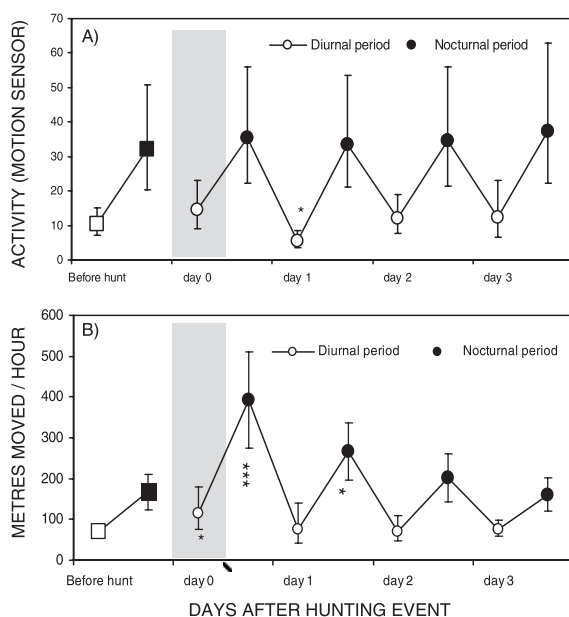 70
A)
Diurnal period
Nocturnal period
60
50
40
30
*
20
10
0
ACTIVITY (MOTION SENSOR)
Before hunt
day 0
day 1
day 2
day 3
600
B)
Diurnal period
Nocturnal period
500
400
300
***
200
*
100
*
0
METRES MOVED / HOUR
Before hunt
day 0
day 1
day 2
day 3
DAYS AFTER HUNTING EVENT